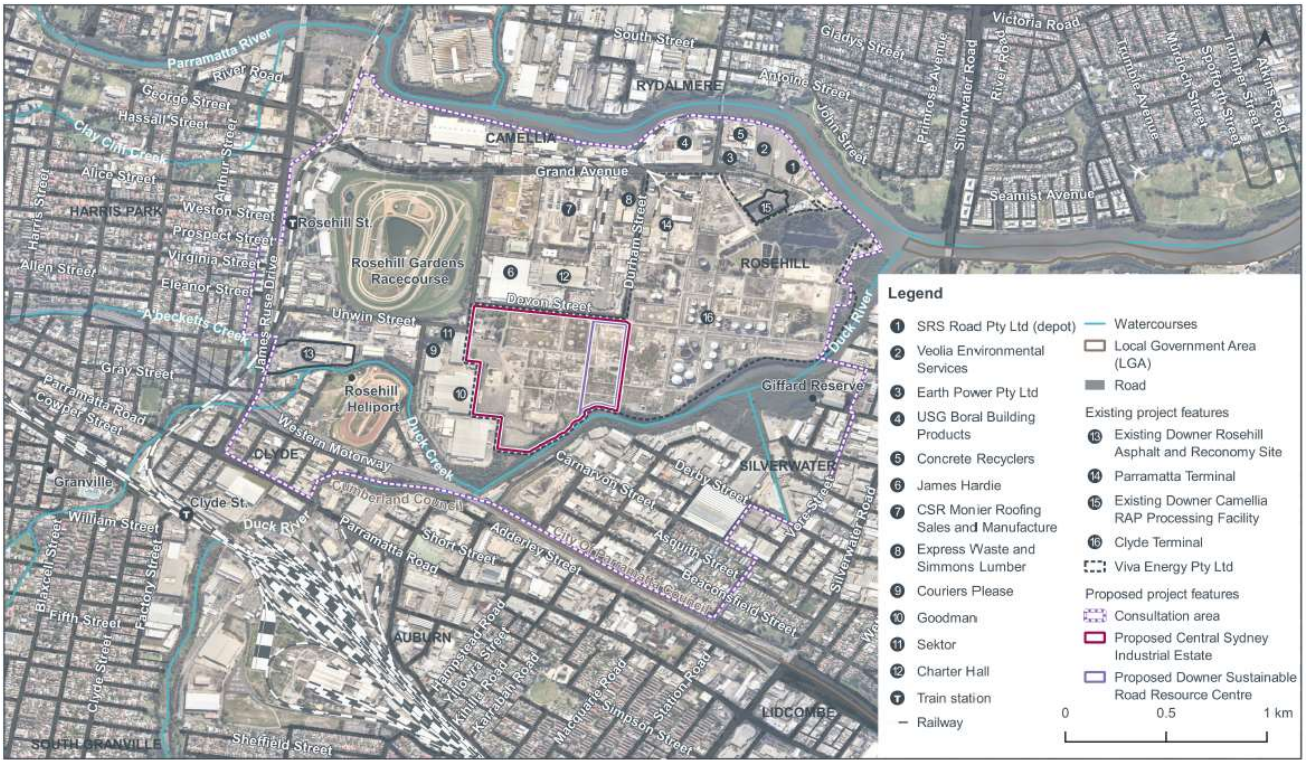 Victoria Road
South Street
Gladys Street
Parramatta River
River Road
RYDALMERE
Antoine Street
Primrose Avenue
Silverwater Road
River Road
Trumble Avenue
Murdoch Street
Spofforth Street
Trumper Street
Atkins Road
George Street
Hassall Street
Clay Cliff Creek
Alice Street
Arthur Street
CAMELLIA
John Street
Grand Avenue
Seamist Avenue
Harris Street
HARRIS PARK
Weston Street
Prospect Street
Virginia Street
Allen Street
Eleanor Street
A'becketts Creek
Rosehill St.
James Ruse Drive
Rosehill Gardens
Racecourse
Durham Street
ROSEHILL
Devon Street
Unwin Street
Duck River
Gray Street
Parramatta Road
Cowper Street
Rosehill
Heliport
Giffard Reserve
Western Motorway
Duck Creek
CLYDE
Granville
Clyde St.
Cumberland Council
City Of Parramatta Council
Carnarvon Street
Derby Street
SILVERWATER
Vore Street
Silverwater Road
William Street
Duck River
Parramatta Road
Short Street
Adderley Street
Asquith Street
Beaconsfield Street
Blaxcell Street
Factory Street
Fifth Street
Clyde Street
AUBURN
Hampstead Road
Karrabah Road
Macquarie Road
Station Road
Simpson Street
LIDCOMBE
SOUTH GRANVILLE
Sheffield Street
Legend
1 SRS Road Pty Ltd (depot)
2 Veolia Environmental
Services
3 Earth Power Pty Ltd
4 USG Boral Building
Products
5 Concrete Recyclers
6 James Hardie
7 CSR Monier Roofing
Sales and Manufacture
8 Express Waste and
Simmons Lumber
9 Couriers Please
10 Goodman
11 Sektor
12 Charter Hall
T Train station
Railway
Watercourses
Local Government Area
(LGA)
Road
Existing project features
13 Existing Downer Rosehill
Asphalt and Reconomy Site
14 Parramatta Terminal
15 Existing Downer Camellia
RAP Processing Facility
16 Clyde Terminal
Viva Energy Pty Ltd
Proposed project features
Consultation area
Proposed Central Sydney
Industrial Estate
Proposed Downer Sustainable
Road Resource Centre
0 0.5 1 km